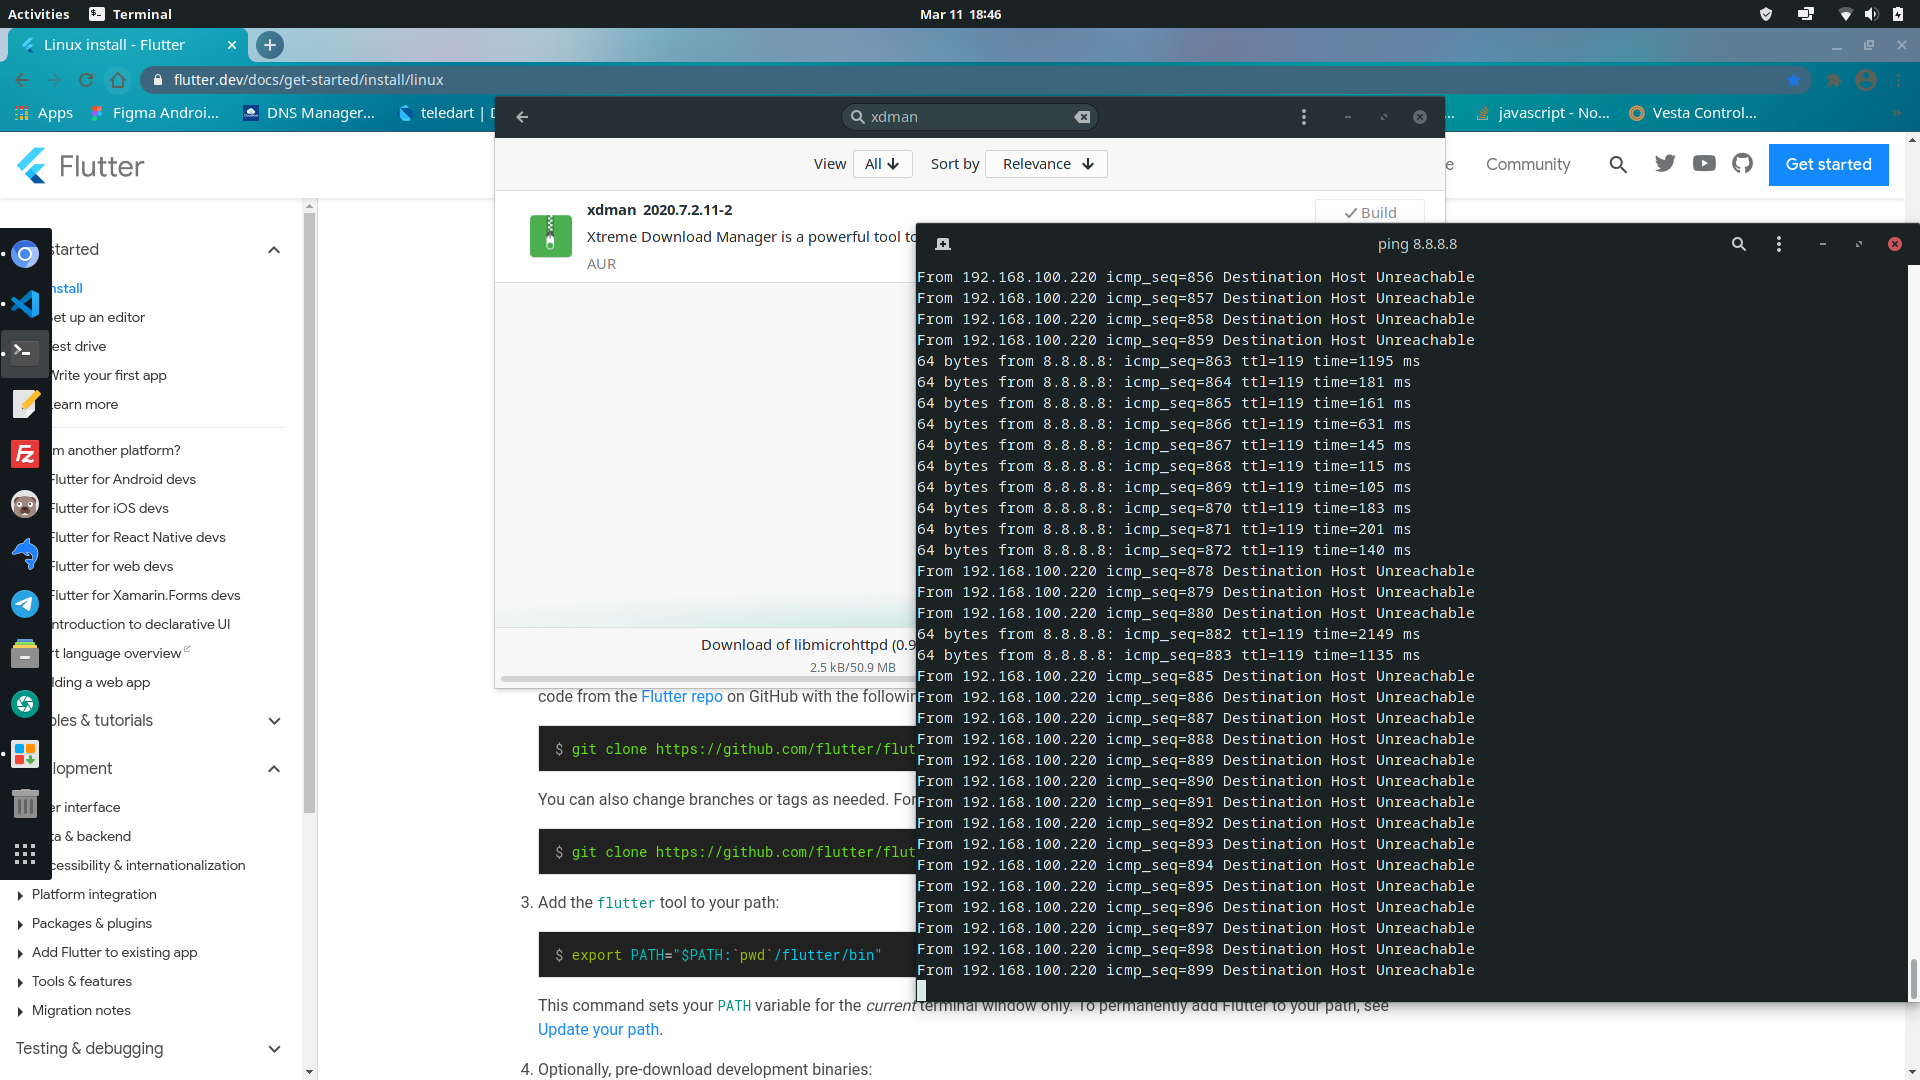 Activities
Terminal
Mar 11 18:46
Linux install - Flutter
flutter.dev/docs/get-started/install/linux
Apps
Figma Androi...
DNS Manager...
teledart |
javascript - No...
Vesta Control...
Flutter
Community
Get started
started
nstall
et up an editor
est drive
Write your first app
earn more
m another platform?
Flutter for Android devs
Flutter for iOS devs
Flutter for React Native devs
Flutter for web devs
Flutter for Xamarin.Forms devs
ntroduction to declarative UI
rt language overview
lding a web app
les & tutorials
lopment
er interface
ta & backend
cessibility & internationalization
Platform integration
Packages & plugins
Add Flutter to existing app
Tools & features
Migration notes
Testing & debugging
xdman
View All
Sort by Relevance
xdman 2020.7.2.11-2
Build
Xtreme Download Manager is a powerful tool to
AUR
Download of libmicrohttpd (0.9
2.5 kB/50.9 MB
code from the Flutter repo on GitHub with the followin
$ git clone https://github.com/flutter/flut
You can also change branches or tags as needed. For
$ git clone https://github.com/flutter/flut
3. Add the flutter tool to your path:
$ export PATH="$PATH:`pwd`/flutter/bin"
This command sets your PATH variable for the current terminal window only. To permanently add Flutter to your path, see
Update your path.
4. Optionally, pre-download development binaries:
ping 8.8.8.8
From 192.168.100.220 icmp_seq=856 Destination Host Unreachable
From 192.168.100.220 icmp_seq=857 Destination Host Unreachable
From 192.168.100.220 icmp_seq=858 Destination Host Unreachable
From 192.168.100.220 icmp_seq=859 Destination Host Unreachable
64 bytes from 8.8.8.8: icmp_seq=863 ttl=119 time=1195 ms
64 bytes from 8.8.8.8: icmp_seq=864 ttl=119 time=181 ms
64 bytes from 8.8.8.8: icmp_seq=865 ttl=119 time=161 ms
64 bytes from 8.8.8.8: icmp_seq=866 ttl=119 time=631 ms
64 bytes from 8.8.8.8: icmp_seq=867 ttl=119 time=145 ms
64 bytes from 8.8.8.8: icmp_seq=868 ttl=119 time=115 ms
64 bytes from 8.8.8.8: icmp_seq=869 ttl=119 time=105 ms
64 bytes from 8.8.8.8: icmp_seq=870 ttl=119 time=183 ms
64 bytes from 8.8.8.8: icmp_seq=871 ttl=119 time=201 ms
64 bytes from 8.8.8.8: icmp_seq=872 ttl=119 time=140 ms
From 192.168.100.220 icmp_seq=878 Destination Host Unreachable
From 192.168.100.220 icmp_seq=879 Destination Host Unreachable
From 192.168.100.220 icmp_seq=880 Destination Host Unreachable
64 bytes from 8.8.8.8: icmp_seq=882 ttl=119 time=2149 ms
64 bytes from 8.8.8.8: icmp_seq=883 ttl=119 time=1135 ms
From 192.168.100.220 icmp_seq=885 Destination Host Unreachable
From 192.168.100.220 icmp_seq=886 Destination Host Unreachable
From 192.168.100.220 icmp_seq=887 Destination Host Unreachable
From 192.168.100.220 icmp_seq=888 Destination Host Unreachable
From 192.168.100.220 icmp_seq=889 Destination Host Unreachable
From 192.168.100.220 icmp_seq=890 Destination Host Unreachable
From 192.168.100.220 icmp_seq=891 Destination Host Unreachable
From 192.168.100.220 icmp_seq=892 Destination Host Unreachable
From 192.168.100.220 icmp_seq=893 Destination Host Unreachable
From 192.168.100.220 icmp_seq=894 Destination Host Unreachable
From 192.168.100.220 icmp_seq=895 Destination Host Unreachable
From 192.168.100.220 icmp_seq=896 Destination Host Unreachable
From 192.168.100.220 icmp_seq=897 Destination Host Unreachable
From 192.168.100.220 icmp_seq=898 Destination Host Unreachable
From 192.168.100.220 icmp_seq=899 Destination Host Unreachable